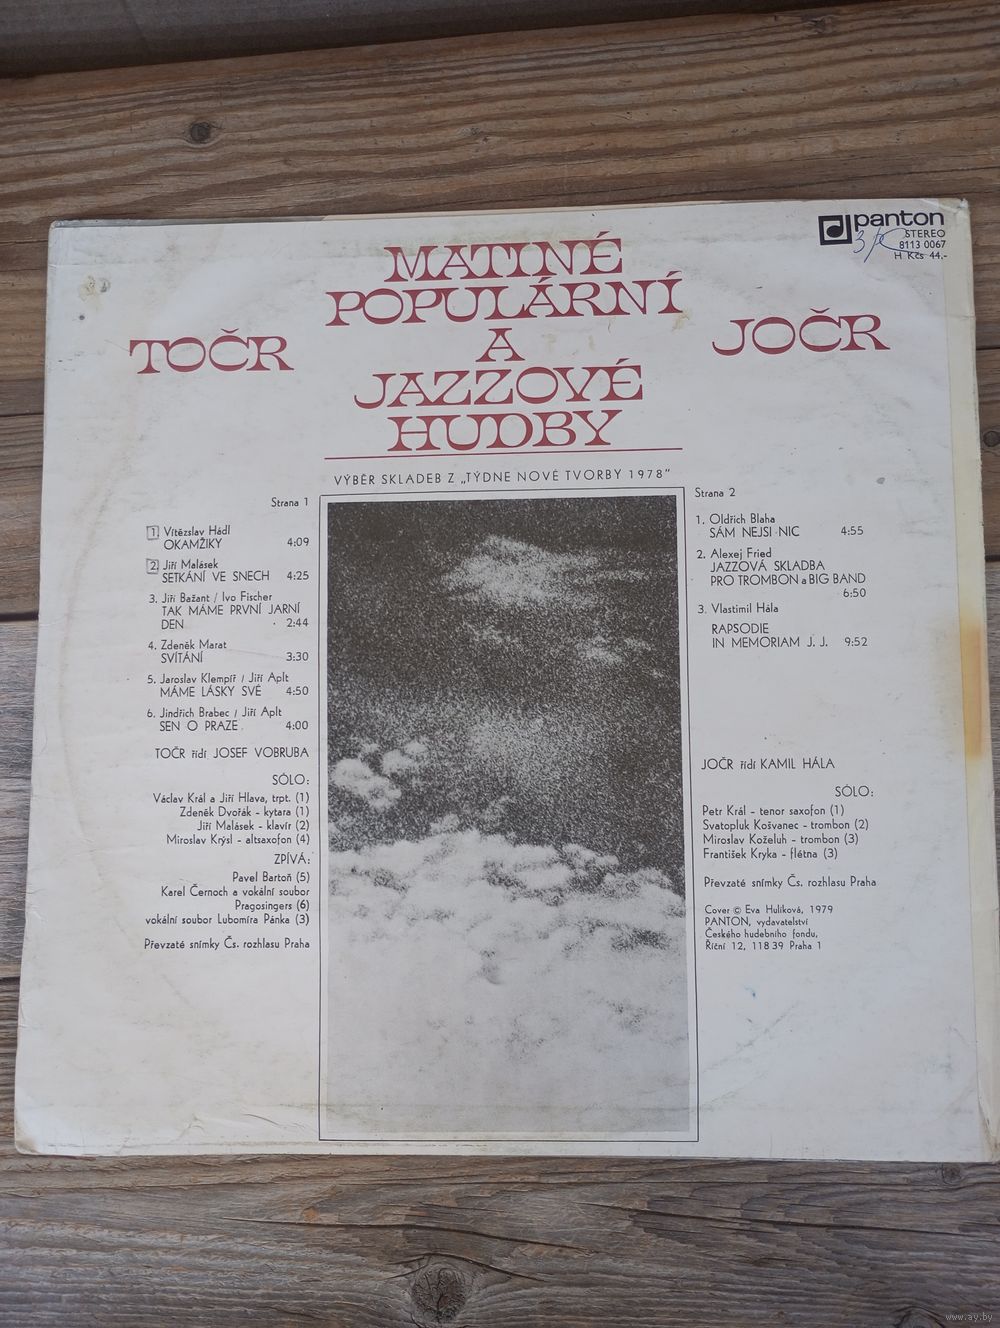 panton
STEREO
8113 0067
H Kčs 44.-
MATINÉ
POPULÁRNÍ
A
JAZZOVÉ
HUDBY
TOČR
JOČR
VÝBĚR SKLADEB Z „TÝDNE NOVÉ TVORBY 1978"
Strana 1
1. Vítězslav Hádl
OKAMŽIKY 4:09
2. Jiří Malásek
SETKÁNÍ VE SNECH 4:25
3. Jiří Bažant / Ivo Fischer
TAK MÁME PRVNÍ JARNÍ
DEN 2:44
4. Zdeněk Marat
SVÍTÁNÍ 3:30
5. Jaroslav Klempíř / Jiří Aplt
MÁME LÁSKY SVÉ 4:50
6. Jindřich Brabec / Jiří Aplt
SEN O PRAZE 4:00
TOČR řídí JOSEF VOBRUBA
SÓLO:
Václav Král a Jiří Hlava, trpt. (1)
Zdeněk Dvořák - kytara (1)
Jiří Malásek - klavír (2)
Miroslav Krýsl - altsaxofon (4)
ZPÍVÁ:
Pavel Bartoň (5)
Karel Černoch a vokální soubor
Pragosingers (6)
vokální soubor Lubomíra Pánka (3)
Převzaté snímky Čs. rozhlasu Praha
Strana 2
1. Oldřich Blaha
SÁM NEJSI NIC 4:55
2. Alexej Fried
JAZZOVÁ SKLADBA
PRO TROMBON a BIG BAND
6:50
3. Vlastimil Hála
RAPSODIE
IN MEMORIAM J. J. 9:52
JOČR řídí KAMIL HÁLA
SÓLO:
Petr Král - tenor saxofon (1)
Svatopluk Košvanec - trombon (2)
Miroslav Koželuh - trombon (3)
František Kryka - flétna (3)
Převzaté snímky Čs. rozhlasu Praha
Cover © Eva Hulíková, 1979
PANTON, vydavatelství
Českého hudebního fondu,
Říční 12, 118 39 Praha 1
www.ay.by